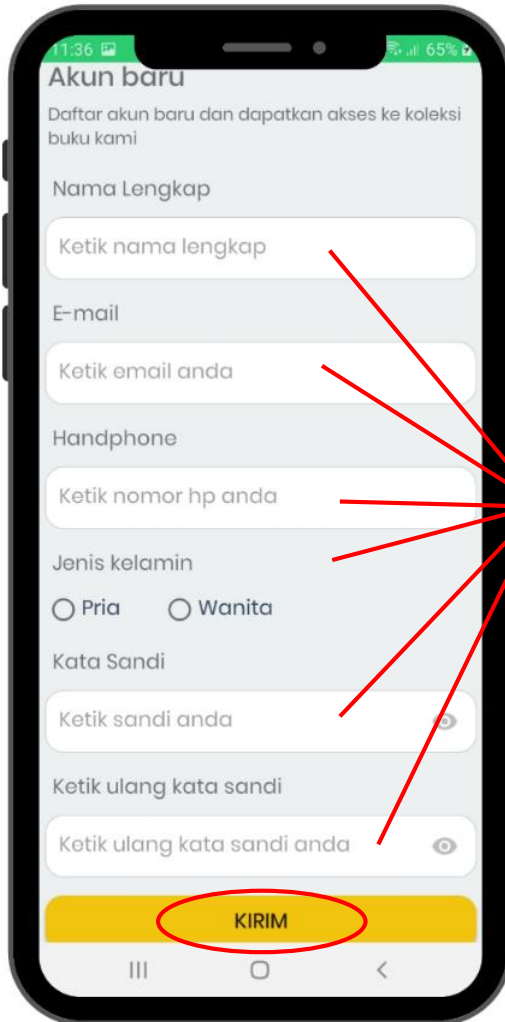 11:36
65%
Akun baru
Daftar akun baru dan dapatkan akses ke koleksi
buku kami
Nama Lengkap
Ketik nama lengkap
E-mail
Ketik email anda
Handphone
Ketik nomor hp anda
Jenis kelamin
Pria
Wanita
Kata Sandi
Ketik sandi anda
Ketik ulang kata sandi
Ketik ulang kata sandi anda
KIRIM